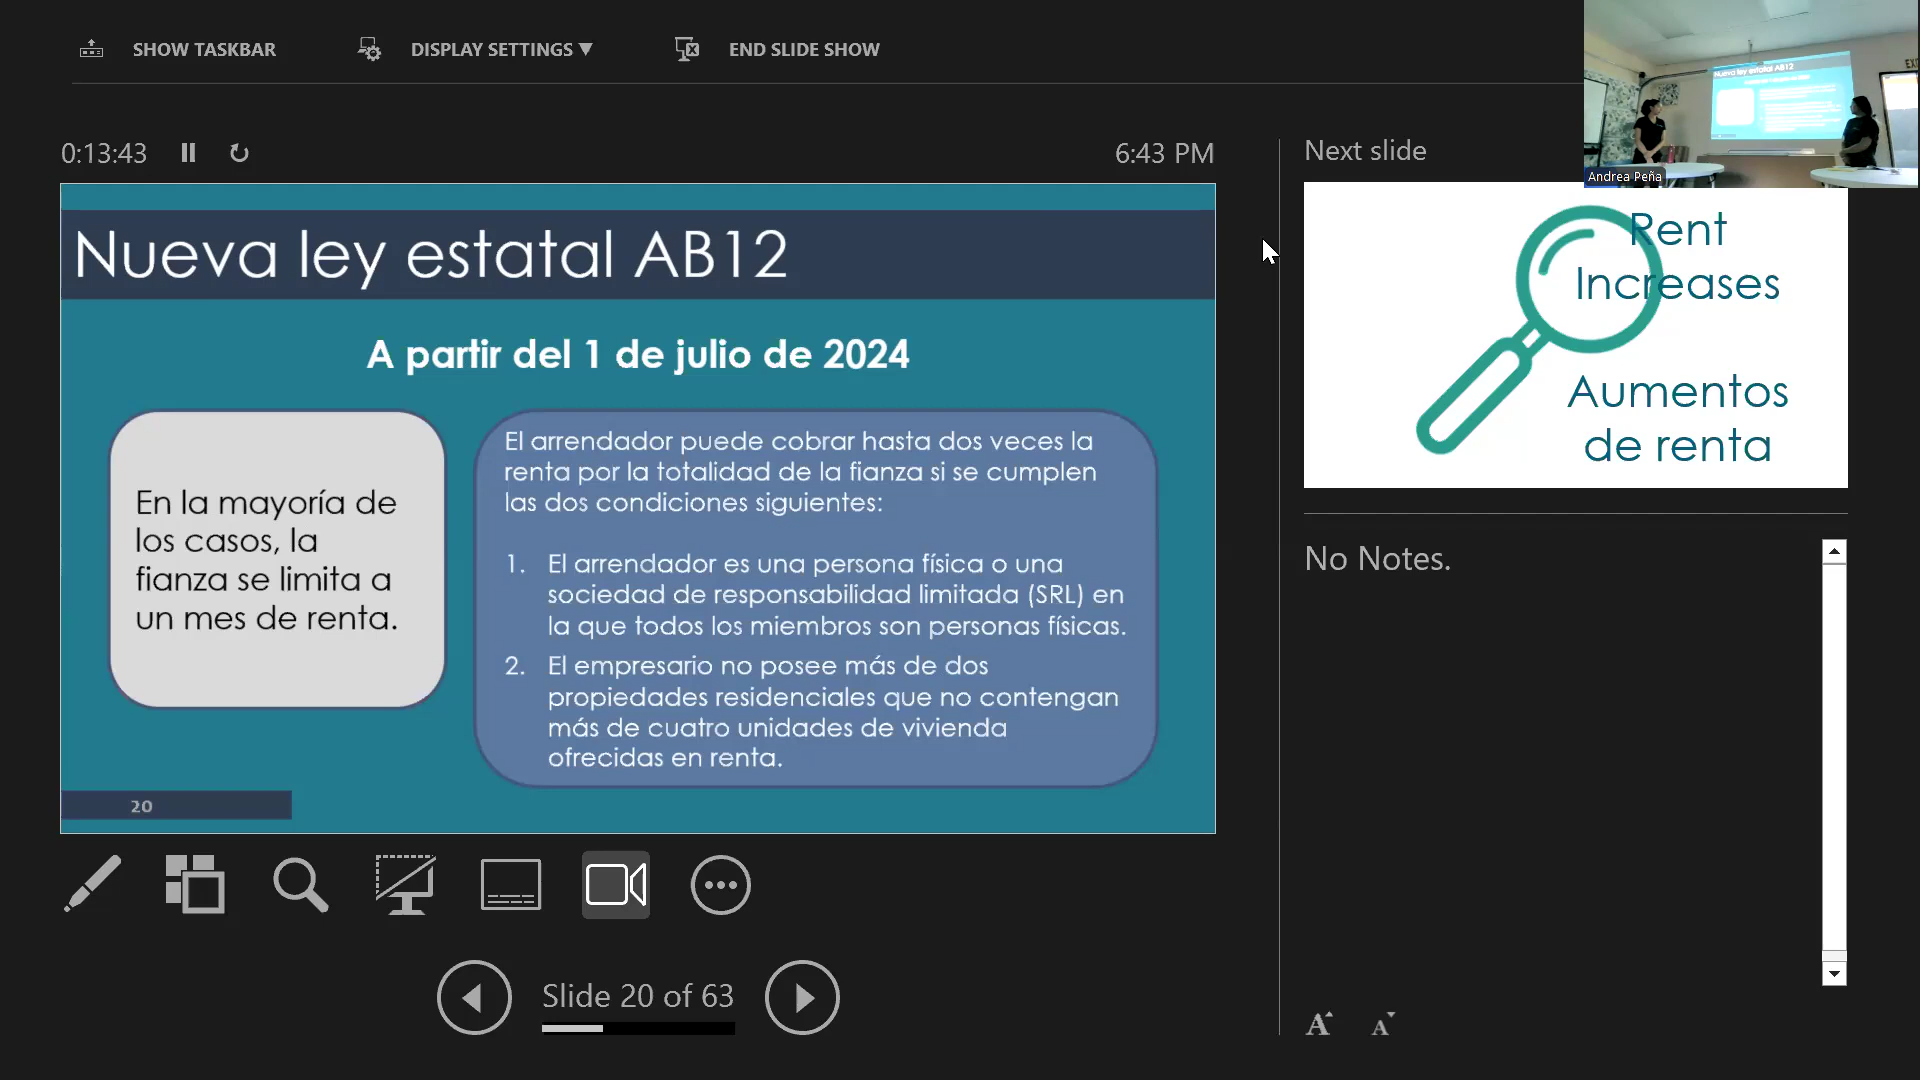 SHOW TASKBAR
DISPLAY SETTINGS ▼
END SLIDE SHOW
0:13:43
6:43 PM
Nueva ley estatal AB12
A partir del 1 de julio de 2024
En la mayoría de
los casos, la
fianza se limita a
un mes de renta.
El arrendador puede cobrar hasta dos veces la
renta por la totalidad de la fianza si se cumplen
las dos condiciones siguientes:
1. El arrendador es una persona física o una
sociedad de responsabilidad limitada (SRL) en
la que todos los miembros son personas físicas.
2. El empresario no posee más de dos
propiedades residenciales que no contengan
más de cuatro unidades de vivienda
ofrecidas en renta.
20
Slide 20 of 63
Next slide
Nueva ley estatal AB12
Andrea Peña
Rent
Increases
Aumentos
de renta
No Notes.
A A